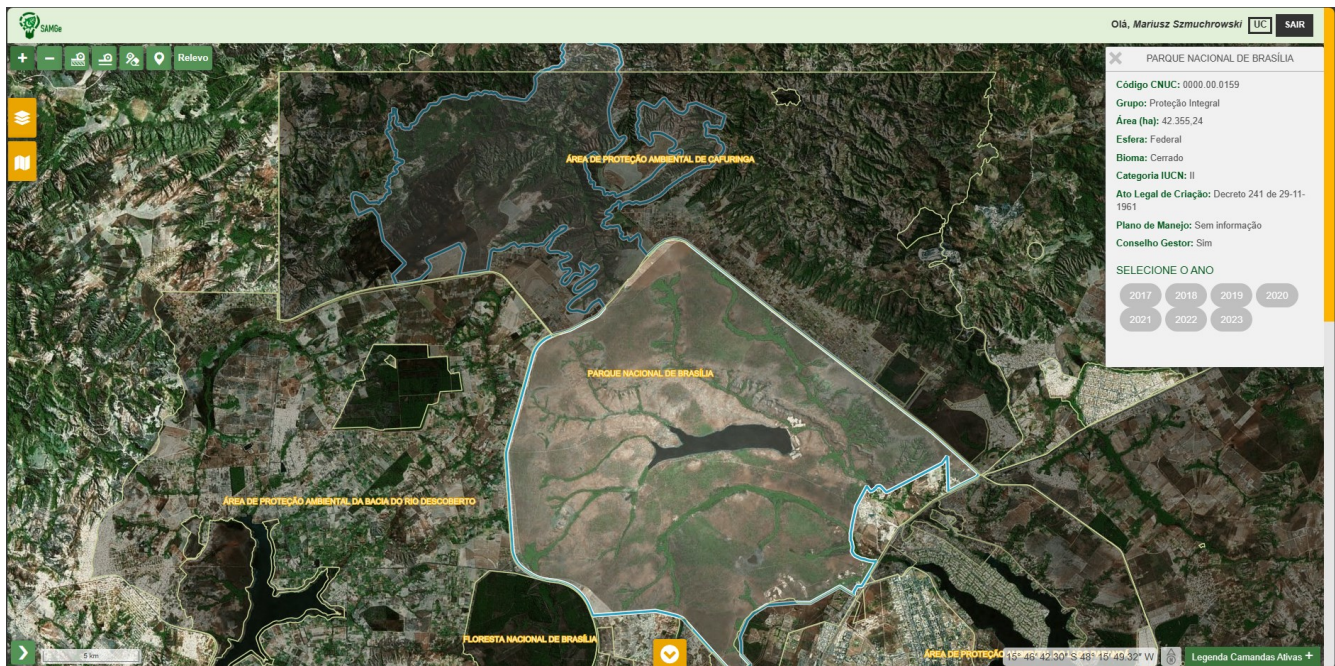 SAMGe
Olá, Mariusz Szmuchrowski UC SAIR
+ − Relevo
PARQUE NACIONAL DE BRASÍLIA
Código CNUC: 0000.00.0159
Grupo: Proteção Integral
Área (ha): 42.355,24
Esfera: Federal
Bioma: Cerrado
Categoria IUCN: II
Ato Legal de Criação: Decreto 241 de 29-11-
1961
Plano de Manejo: Sem informação
Conselho Gestor: Sim
SELECIONE O ANO
2017 2018 2019 2020
2021 2022 2023
ÁREA DE PROTEÇÃO AMBIENTAL DE CAFURINGA
PARQUE NACIONAL DE BRASÍLIA
ÁREA DE PROTEÇÃO AMBIENTAL DA BACIA DO RIO DESCOBERTO
FLORESTA NACIONAL DE BRASÍLIA
ÁREA DE PROTEÇÃO
5 km
15° 46' 42.30" S 48° 16' 49.32" W
Legenda Camandas Ativas +